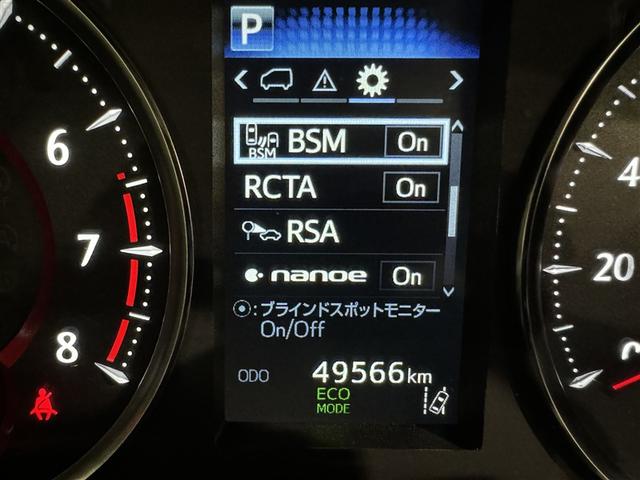 P
BSM BSM On
RCTA On
RSA
nanoe On
:ブラインドスポットモニター
On/Off
ODO 49566km
ECO
MODE
6
7
8
4
20
0